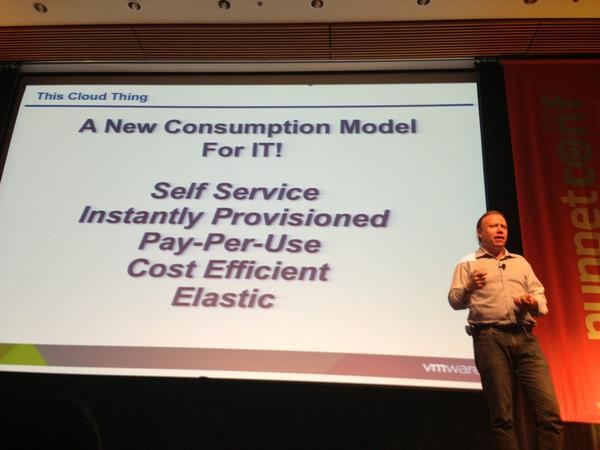 This Cloud Thing
A New Consumption Model
For IT!
Self Service
Instantly Provisioned
Pay-Per-Use
Cost Efficient
Elastic
vmware
puppetconf